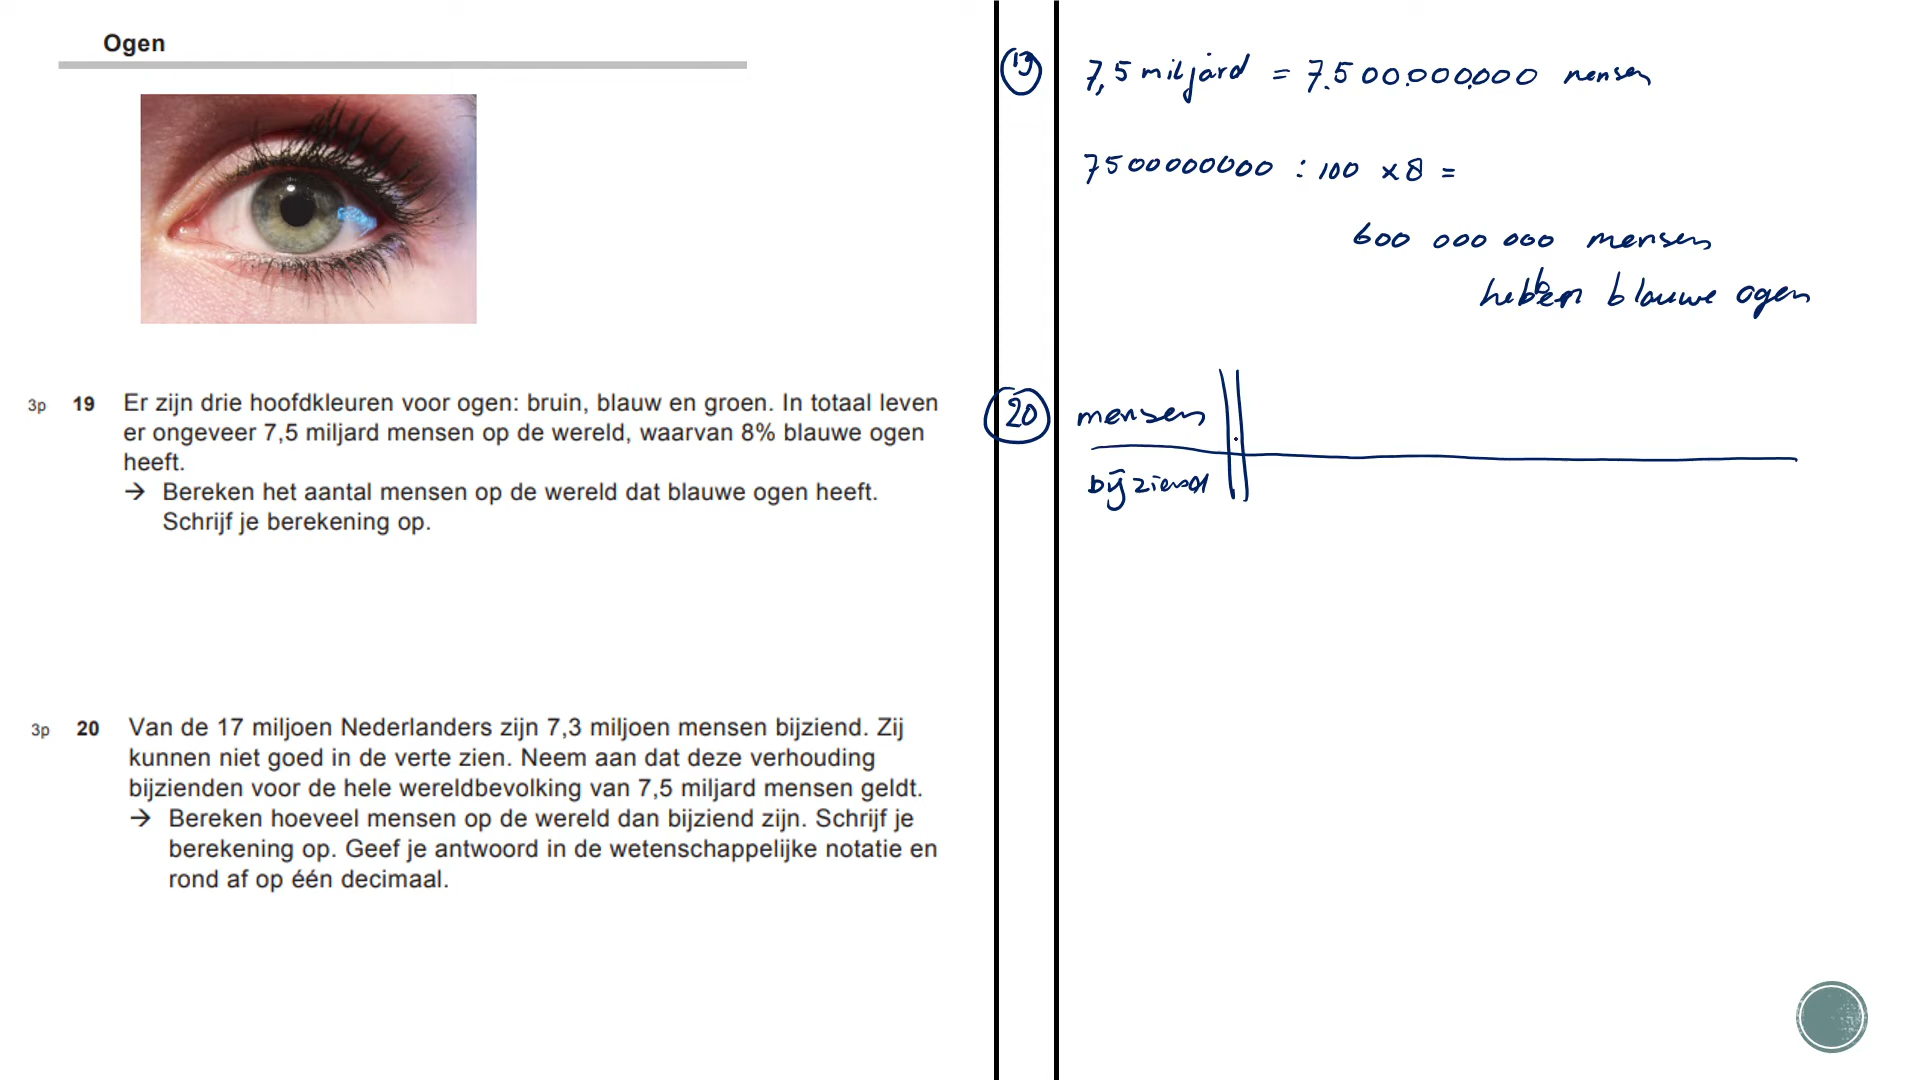 Ogen
3p 19 Er zijn drie hoofdkleuren voor ogen: bruin, blauw en groen. In totaal leven
er ongeveer 7,5 miljard mensen op de wereld, waarvan 8% blauwe ogen
heeft.
→ Bereken het aantal mensen op de wereld dat blauwe ogen heeft.
Schrijf je berekening op.
3p 20 Van de 17 miljoen Nederlanders zijn 7,3 miljoen mensen bijziend. Zij
kunnen niet goed in de verte zien. Neem aan dat deze verhouding
bijzienden voor de hele wereldbevolking van 7,5 miljard mensen geldt.
→ Bereken hoeveel mensen op de wereld dan bijziend zijn. Schrijf je
berekening op. Geef je antwoord in de wetenschappelijke notatie en
rond af op één decimaal.
19 7,5 miljard = 7.500.000.000 mensen
7500000000 : 100 x 8 =
600 000 000 mensen
hebben blauwe ogen
20 mensen
bijziend